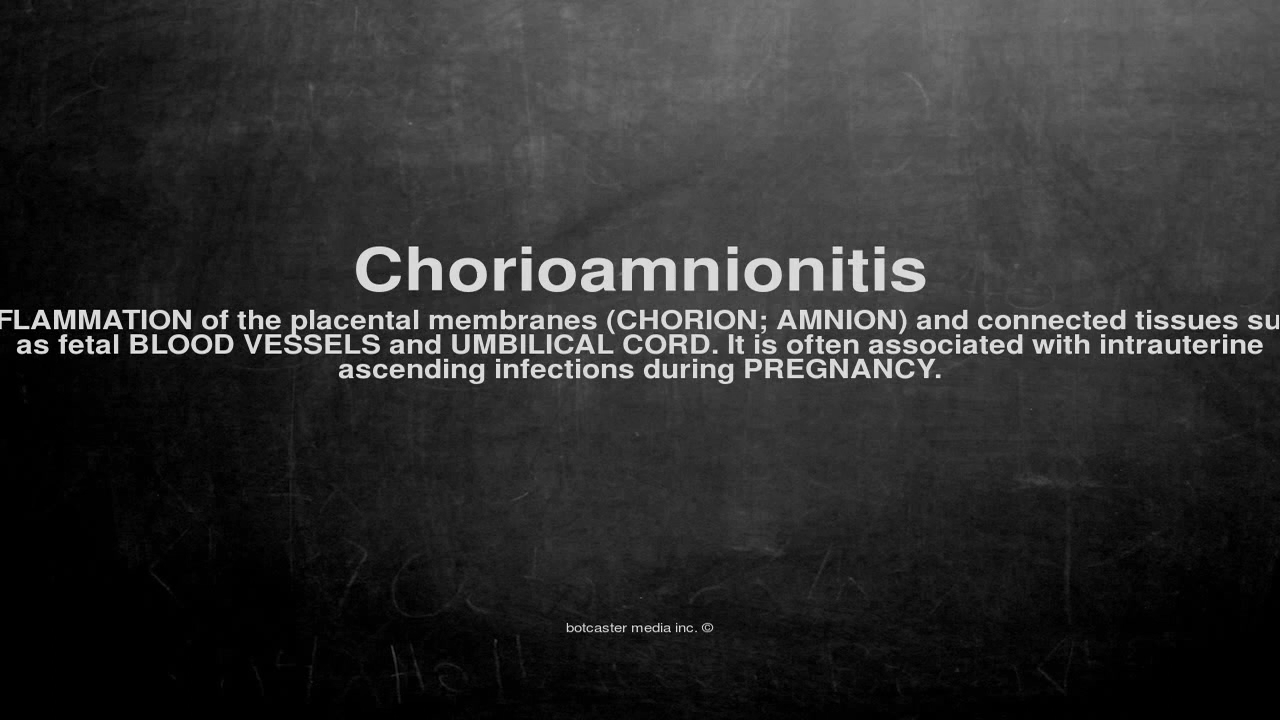 Chorioamnionitis
FLAMMATION of the placental membranes (CHORION; AMNION) and connected tissues su
as fetal BLOOD VESSELS and UMBILICAL CORD. It is often associated with intrauterine
ascending infections during PREGNANCY.
botcaster media inc. ©